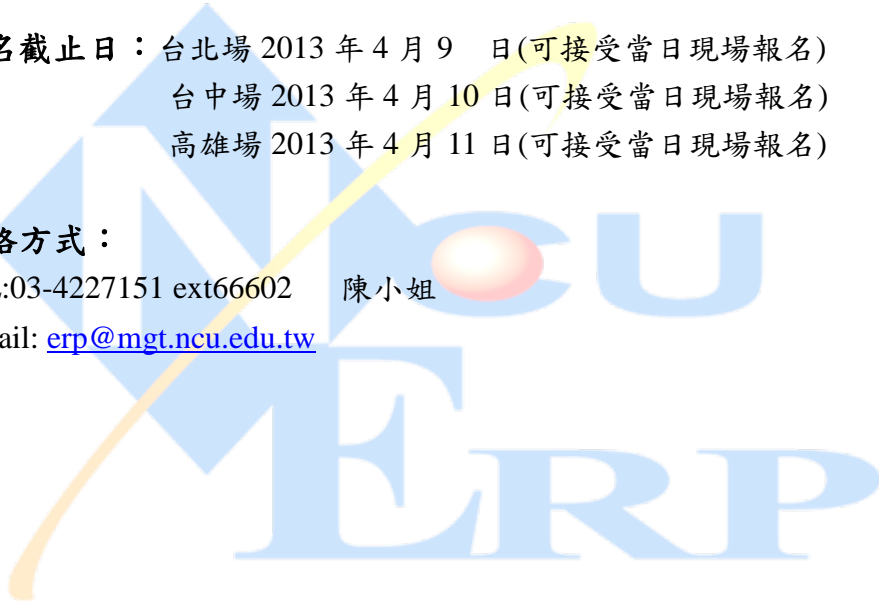 名截止日：台北場 2013 年 4 月 9 日(可接受當日現場報名)
台中場 2013 年 4 月 10 日(可接受當日現場報名)
高雄場 2013 年 4 月 11 日(可接受當日現場報名)
絡方式：
:03-4227151 ext66602 陳小姐
ail: erp@mgt.ncu.edu.tw
NCU
ERP